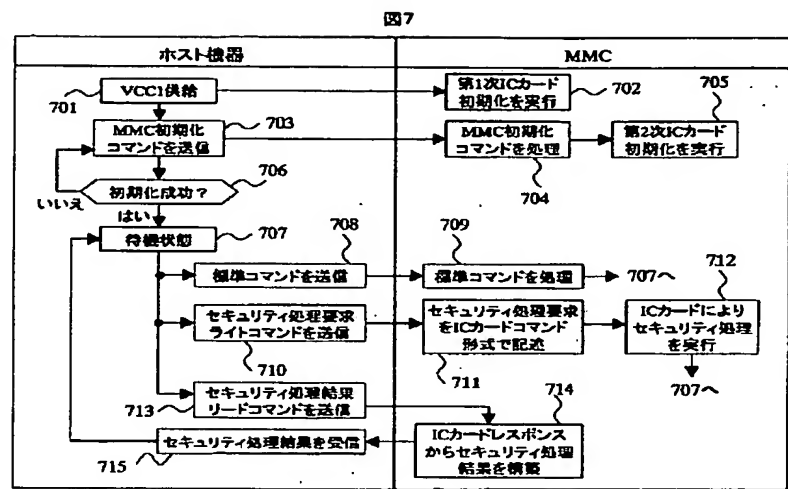 図7
ホスト機器
MMC
VCC1供給
701
第1次ICカード
初期化を実行
702
705
MMC初期化
コマンドを送信
703
MMC初期化
コマンドを処理
704
第2次ICカード
初期化を実行
706
初期化成功?
いいえ
はい
待機状態
707
708
標準コマンドを送信
709
標準コマンドを処理
707へ
712
セキュリティ処理要求
ライトコマンドを送信
710
セキュリティ処理要求
をICカードコマンド
形式で記述
711
ICカードにより
セキュリティ処理
を実行
707へ
713
セキュリティ処理結果
リードコマンドを送信
714
セキュリティ処理結果を受信
715
ICカードレスポンス
からセキュリティ処理
結果を構築